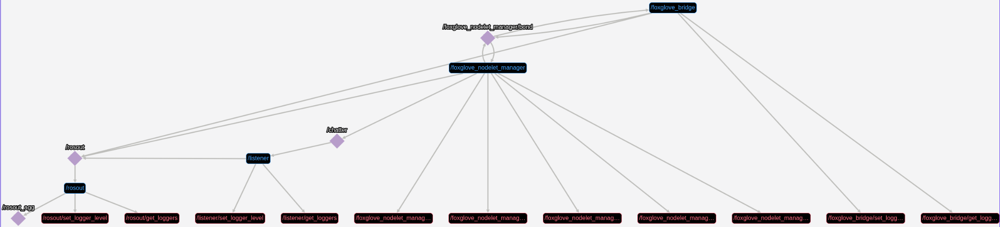 /foxglove_bridge
/foxglove_nodelet_manager/bond
/foxglove_nodelet_manager
/chatter
/rosout
/listener
/rosout
/rosout_agg
/rosout/set_logger_level
/rosout/get_loggers
/listener/set_logger_level
/listener/get_loggers
/foxglove_nodelet_manag…
/foxglove_nodelet_manag…
/foxglove_nodelet_manag…
/foxglove_nodelet_manag…
/foxglove_nodelet_manag…
/foxglove_bridge/set_logg…
/foxglove_bridge/get_logg…